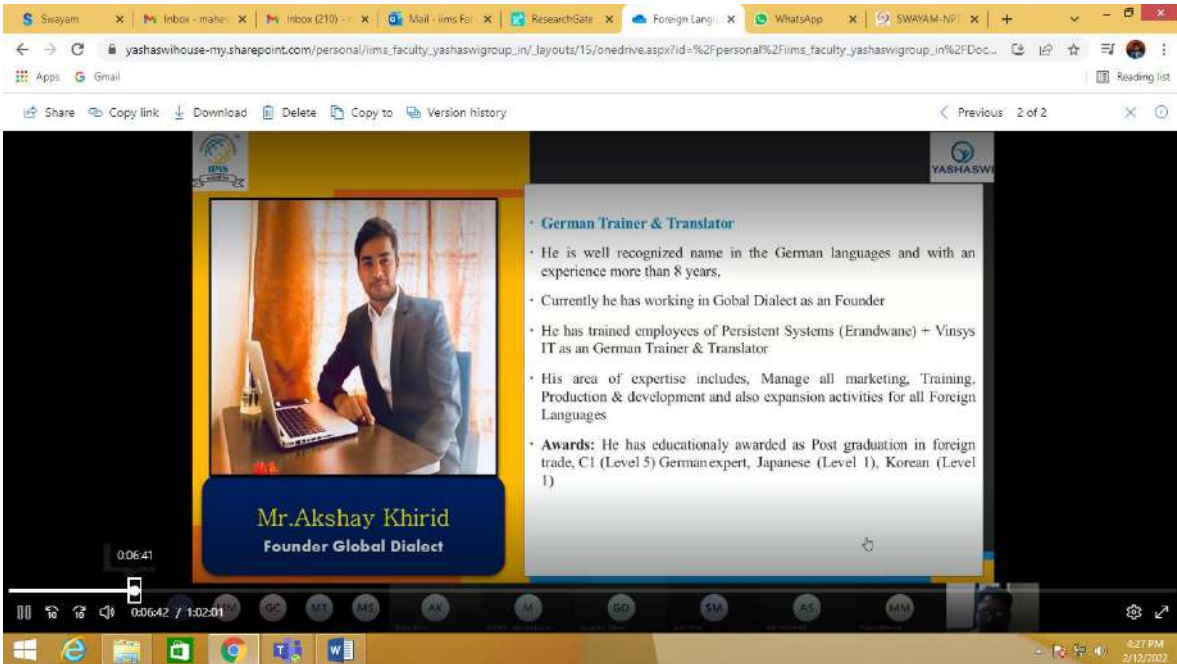 Swayam
Inbox - mahe
Inbox (210) -
Mail - iims Fac
ResearchGate
Foreign Langu
WhatsApp
SWAYAM-NPT
yashaswihouse-my.sharepoint.com/personal/iims_faculty_yashaswigroup_in/_layouts/15/onedrive.aspx?id=%2Fpersonal%2Fiims_faculty_yashaswigroup_in%2FDoc...
Apps
Gmail
Reading list
Share
Copy link
Download
Delete
Copy to
Version history
Previous
2 of 2
IIMS
YASHASWI
· German Trainer & Translator
· He is well recognized name in the German languages and with an
experience more than 8 years.
· Currently he has working in Gobal Dialect as an Founder
· He has trained employees of Persistent Systems (Erandwane) + Vinsys
IT as an German Trainer & Translator
· His area of expertise includes, Manage all marketing, Training,
Production & development and also expansion activities for all Foreign
Languages
· Awards: He has educationaly awarded as Post graduation in foreign
trade, C1 (Level 5) German expert, Japanese (Level 1), Korean (Level
1)
Mr.Akshay Khirid
Founder Global Dialect
0:06:41
0:06:42 / 1:02:01
GC
MT
MS
AK
M
GD
SM
AS
MM
4:27 PM
2/12/2022